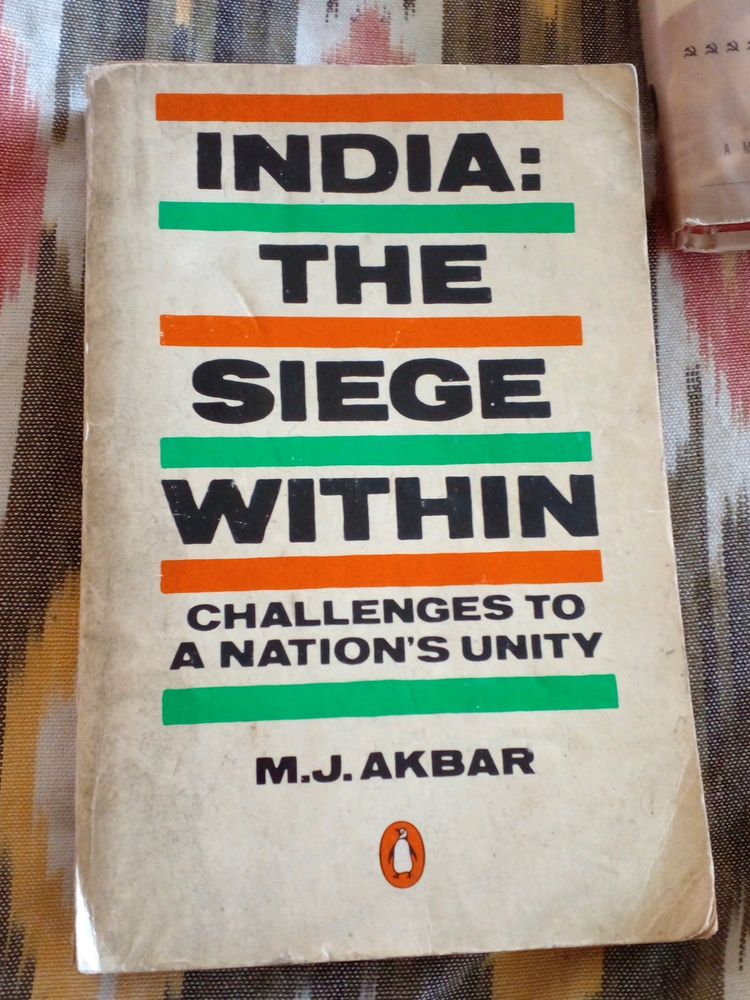 INDIA:
THE
SIEGE
WITHIN
CHALLENGES TO
A NATION'S UNITY
M.J. AKBAR
A